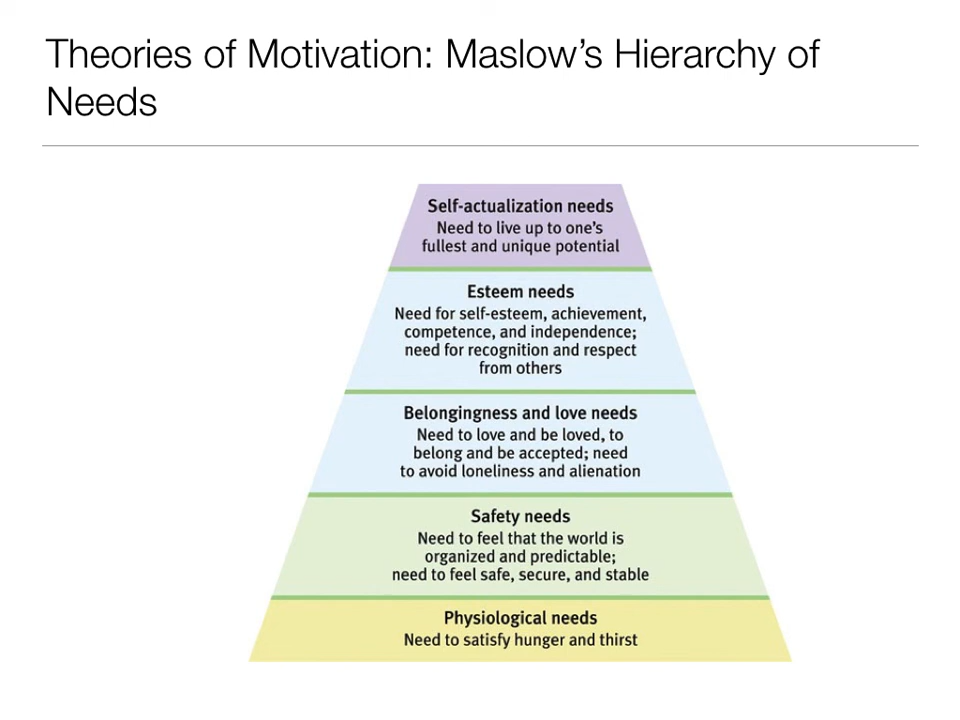 Theories of Motivation: Maslow’s Hierarchy of
Needs
Self-actualization needs
Need to live up to one’s
fullest and unique potential
Esteem needs
Need for self-esteem, achievement,
competence, and independence;
need for recognition and respect
from others
Belongingness and love needs
Need to love and be loved, to
belong and be accepted; need
to avoid loneliness and alienation
Safety needs
Need to feel that the world is
organized and predictable;
need to feel safe, secure, and stable
Physiological needs
Need to satisfy hunger and thirst